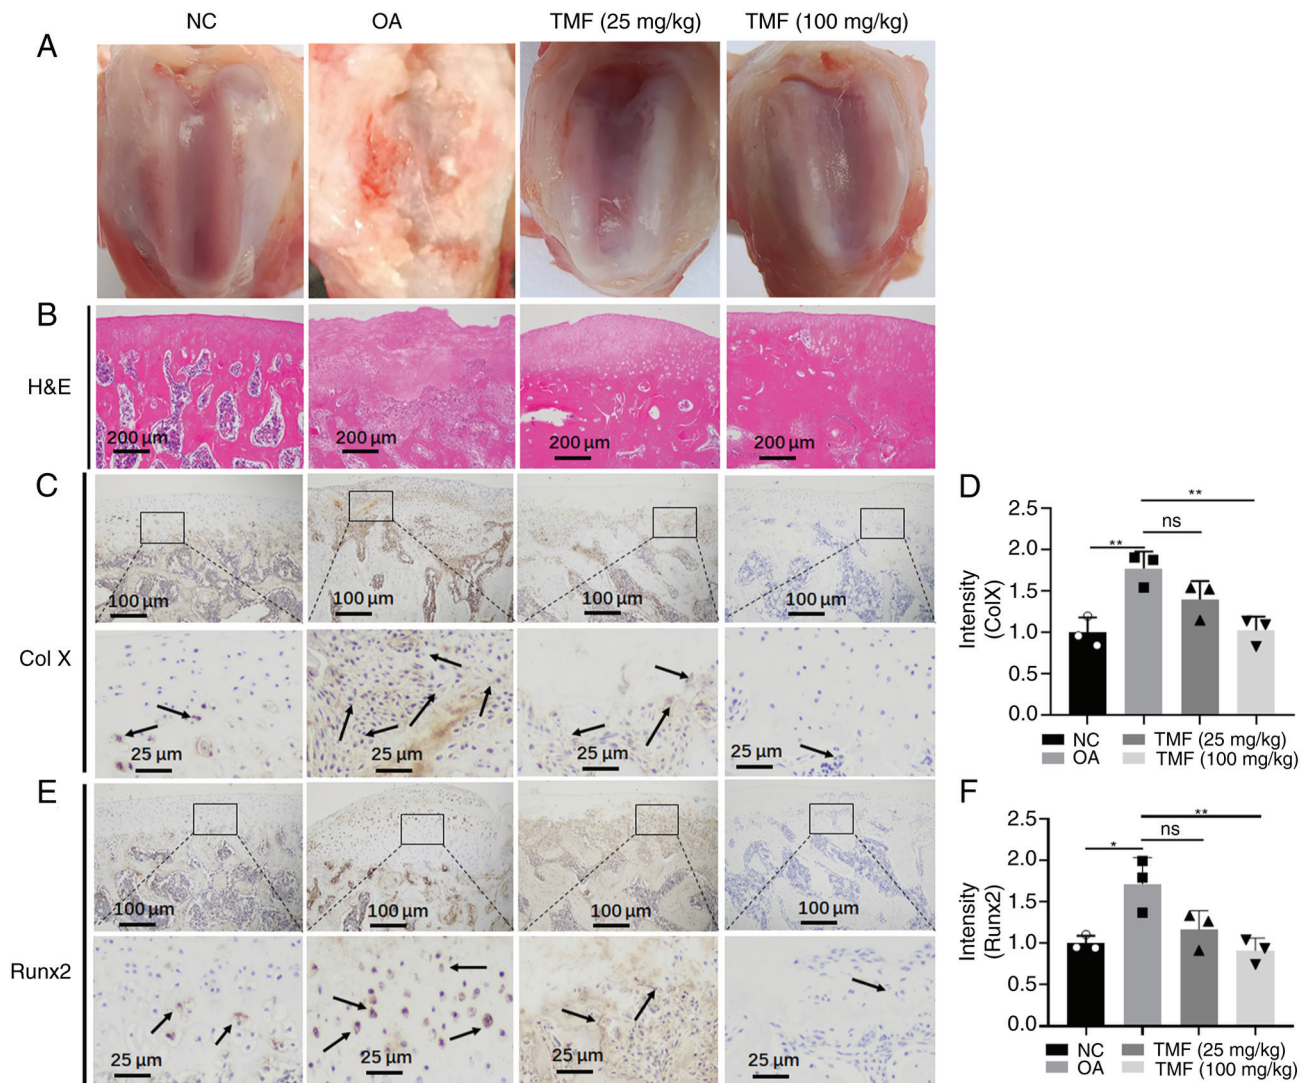 NC OA TMF (25 mg/kg) TMF (100 mg/kg)
A
B
H&E
200 µm 200 µm 200 µm 200 µm
C
100 µm 100 µm 100 µm 100 µm
Col X
25 µm 25 µm 25 µm 25 µm
D
2.5
2.0
1.5
1.0
0.5
0.0
Intensity
(ColX)
**
ns
**
NC TMF (25 mg/kg)
OA TMF (100 mg/kg)
E
100 µm 100 µm 100 µm 100 µm
Runx2
25 µm 25 µm 25 µm 25 µm
F
2.5
2.0
1.5
1.0
0.5
0.0
Intensity
(Runx2)
**
ns
*
NC TMF (25 mg/kg)
OA TMF (100 mg/kg)